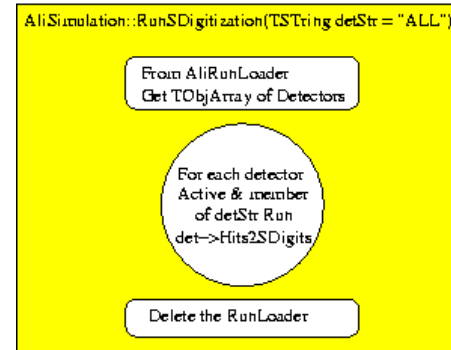 AliSimulation::RunSDigitization(TSTring detStr = "ALL")
From AliRunLoader
Get TObjArray of Detectors
For each detector
Active & member
of detStr Run
det->Hits2SDigits
Delete the RunLoader